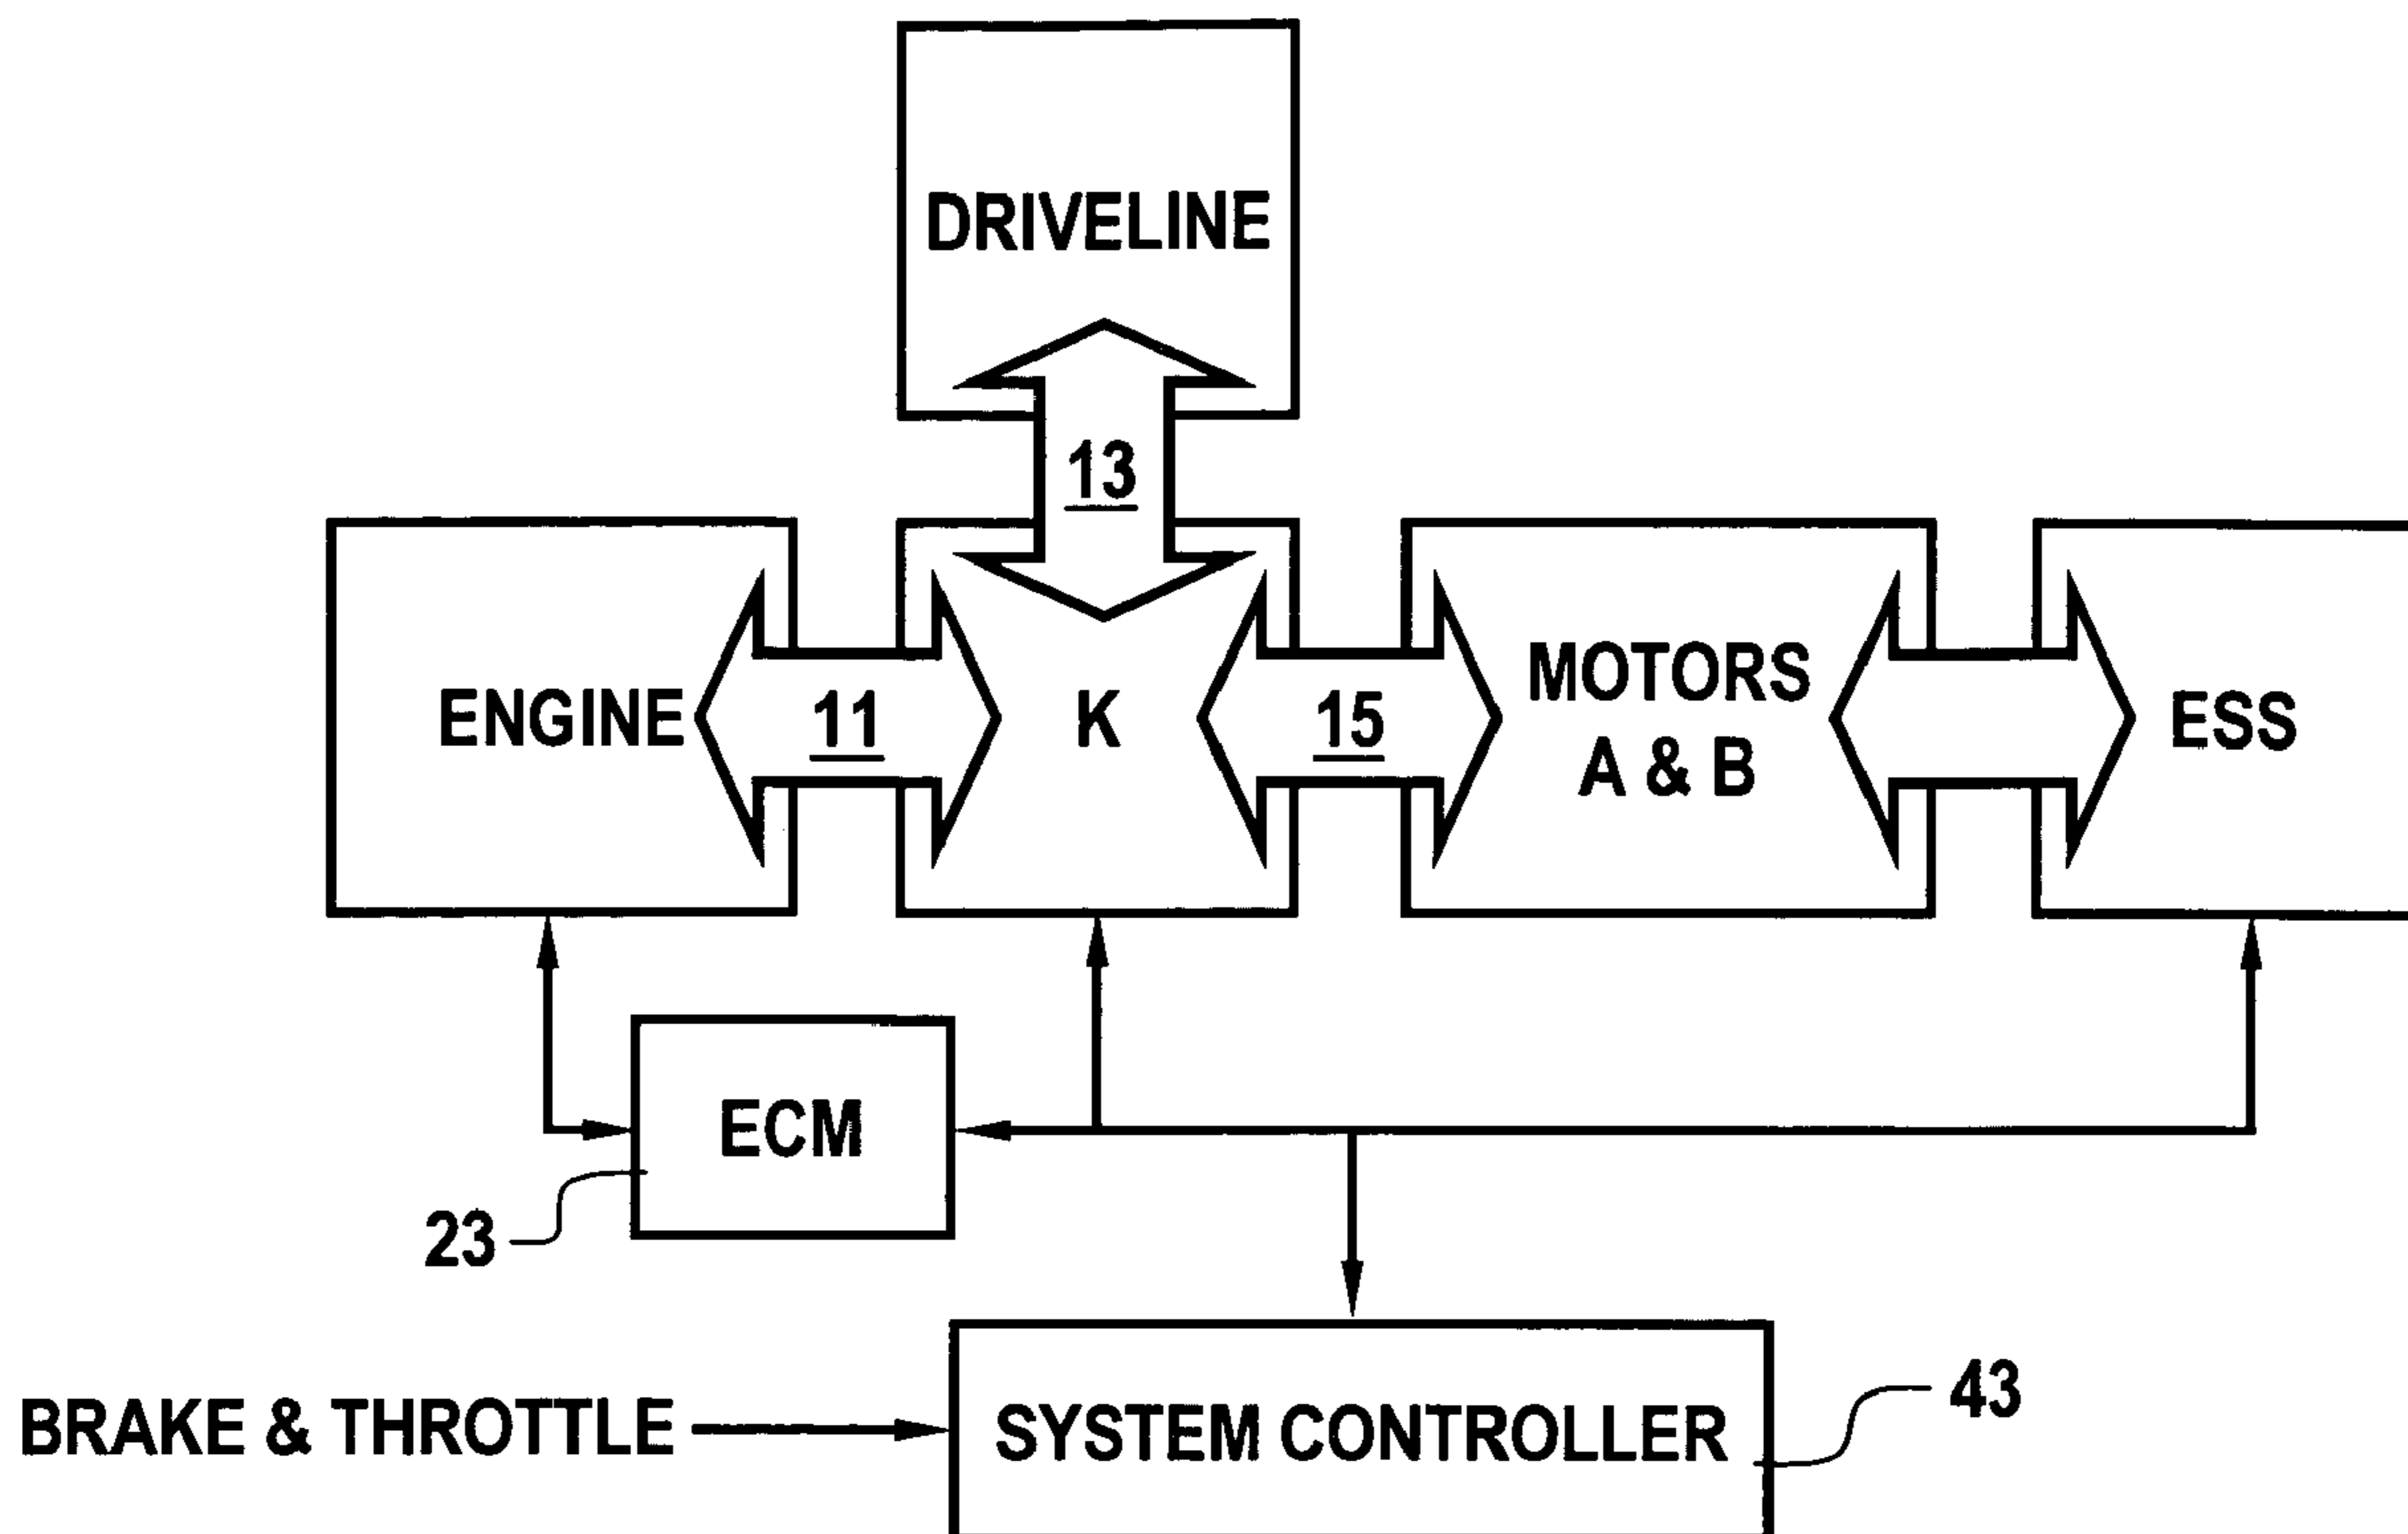 DRIVELINE
13
ENGINE
11
K
15
MOTORS
A & B
ESS
ECM
23
BRAKE & THROTTLE
SYSTEM CONTROLLER
43